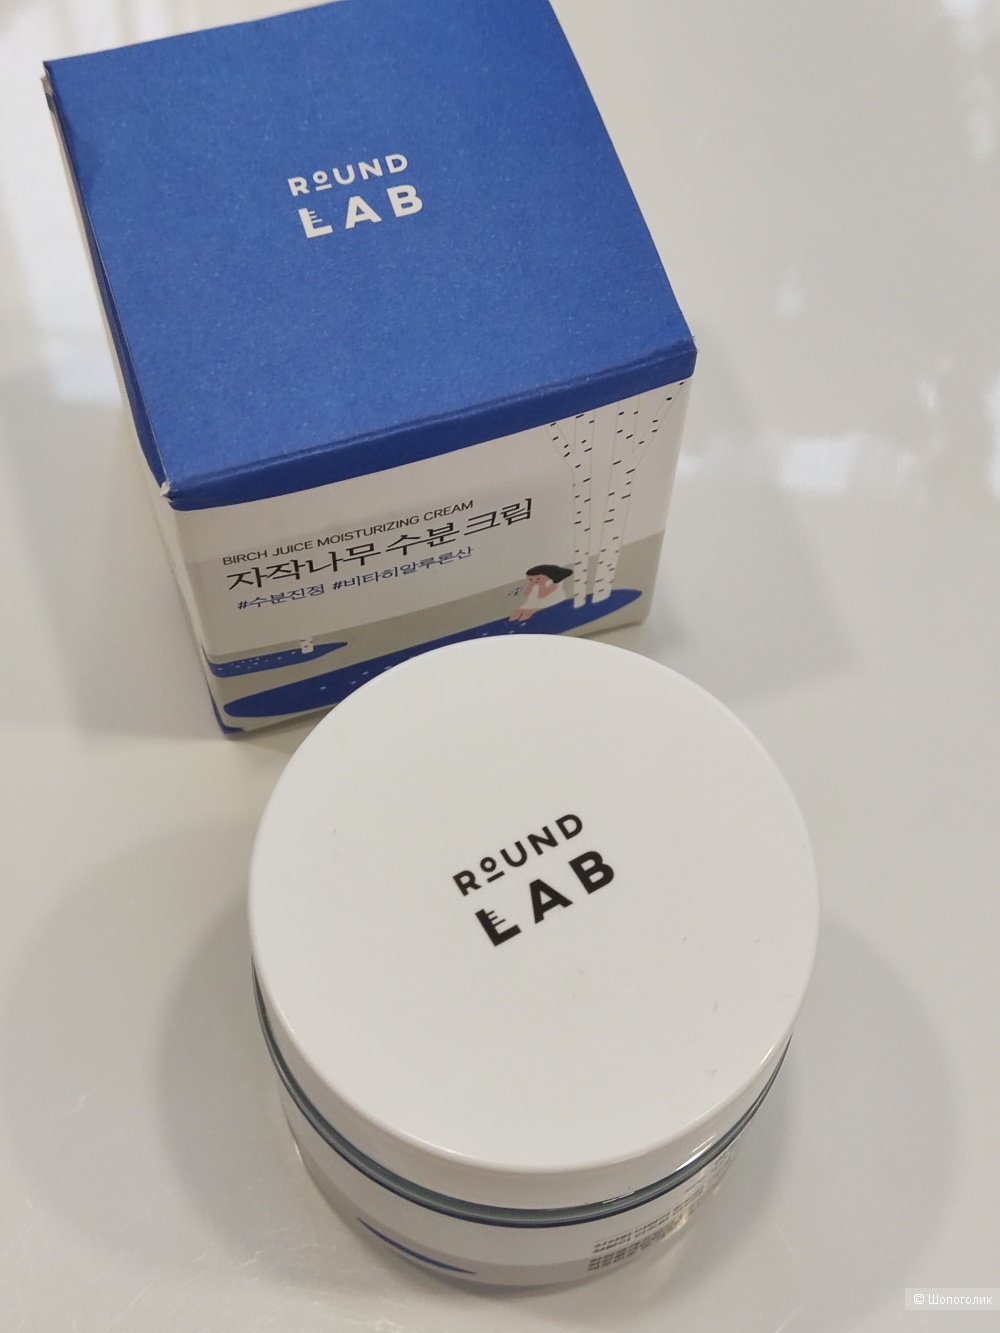 ROUND
LAB
BIRCH JUICE MOISTURIZING CREAM
자작나무 수분 크림
#수분진정 #비타히알루론산
ROUND
LAB
© Шопоголик